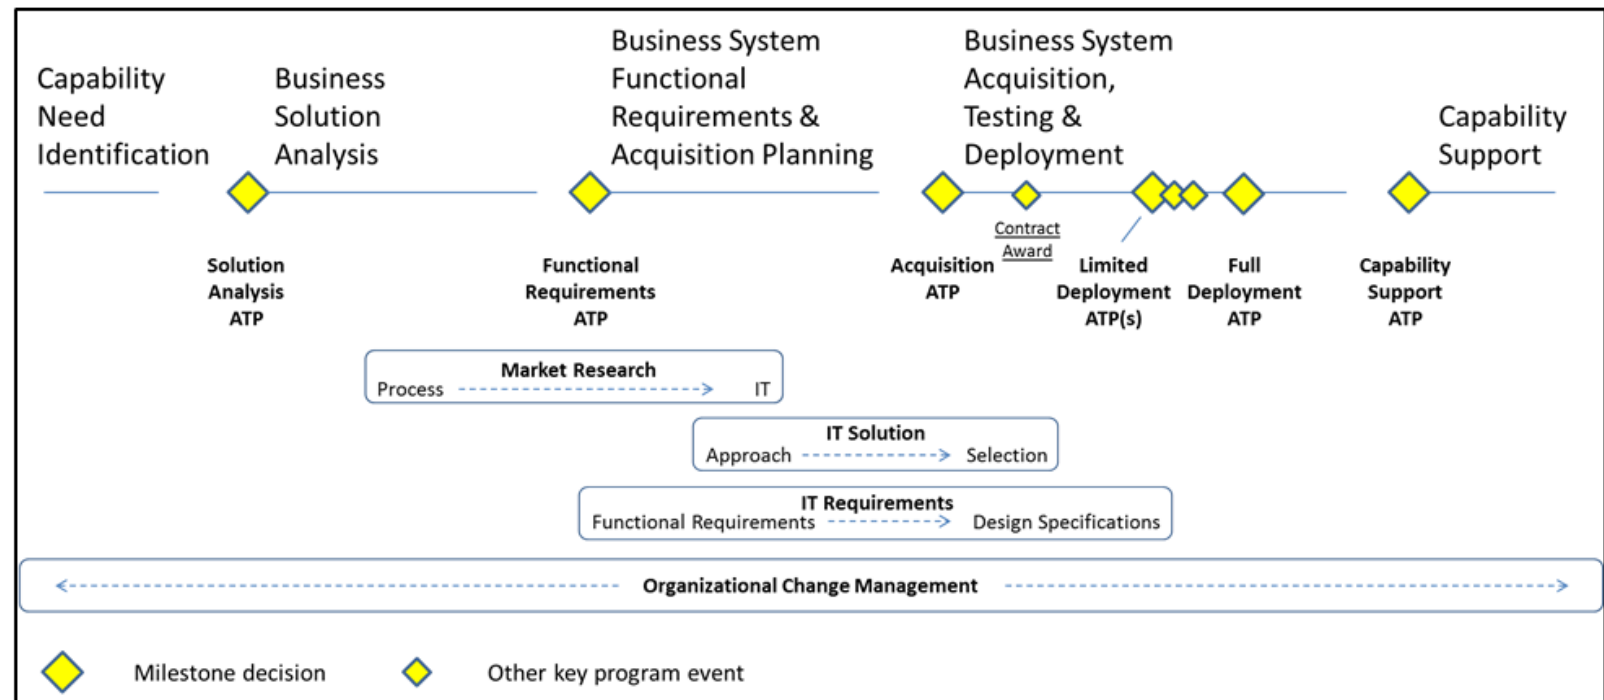 Capability
Need
Identification
Business
Solution
Analysis
Business System
Functional
Requirements &
Acquisition Planning
Business System
Acquisition,
Testing &
Deployment
Capability
Support
Solution
Analysis
ATP
Functional
Requirements
ATP
Acquisition
ATP
Contract
Award
Limited
Deployment
ATP(s)
Full
Deployment
ATP
Capability
Support
ATP
Market Research
Process IT
IT Solution
Approach Selection
IT Requirements
Functional Requirements Design Specifications
Organizational Change Management
Milestone decision Other key program event